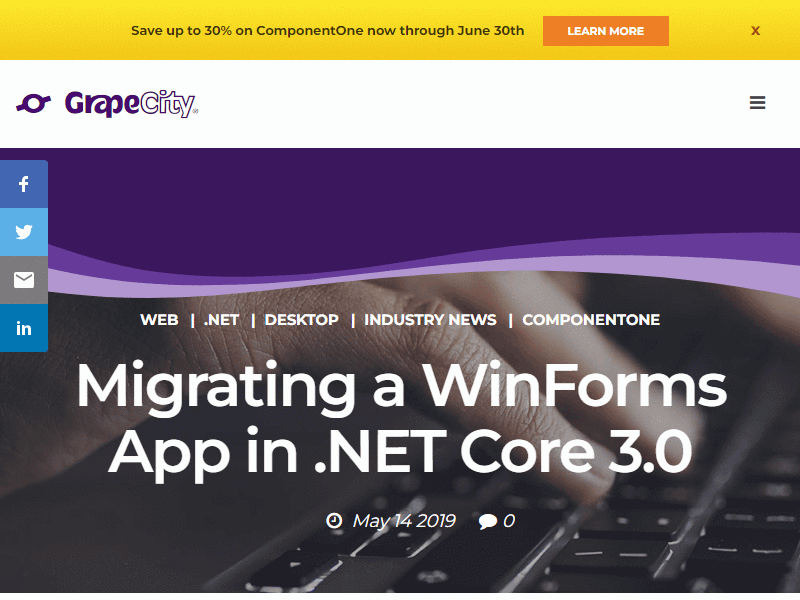 Save up to 30% on ComponentOne now through June 30th LEARN MORE x
GrapeCity®
f
in
WEB | .NET | DESKTOP | INDUSTRY NEWS | COMPONENTONE
Migrating a WinForms
App in .NET Core 3.0
May 14 2019 0